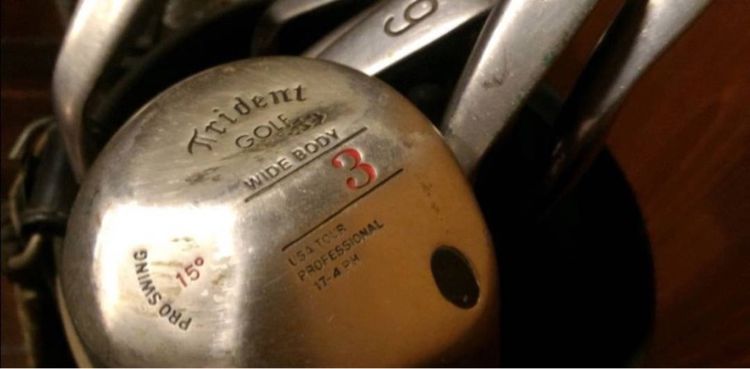 Trident
GOLF
WIDE BODY
3
USA TOUR
PROFESSIONAL
17-4 PH
15°
PRO SWING
9